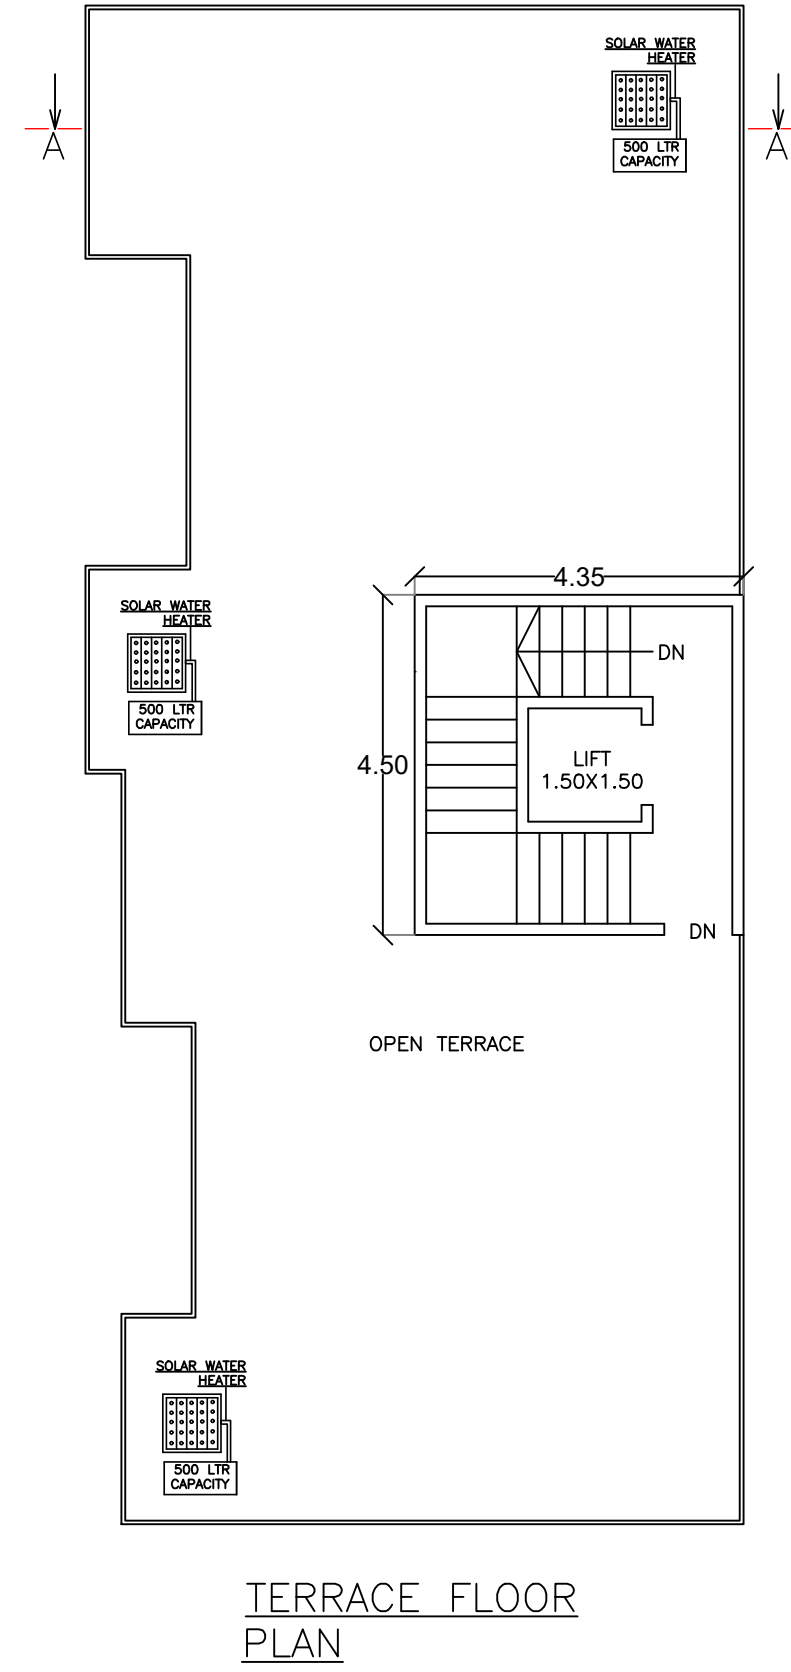 SOLAR WATER
HEATER
A
A
500 LTR
CAPACITY
4.35
SOLAR WATER
HEATER
DN
500 LTR
CAPACITY
4.50
LIFT
1.50X1.50
DN
OPEN TERRACE
SOLAR WATER
HEATER
500 LTR
CAPACITY
TERRACE FLOOR
PLAN